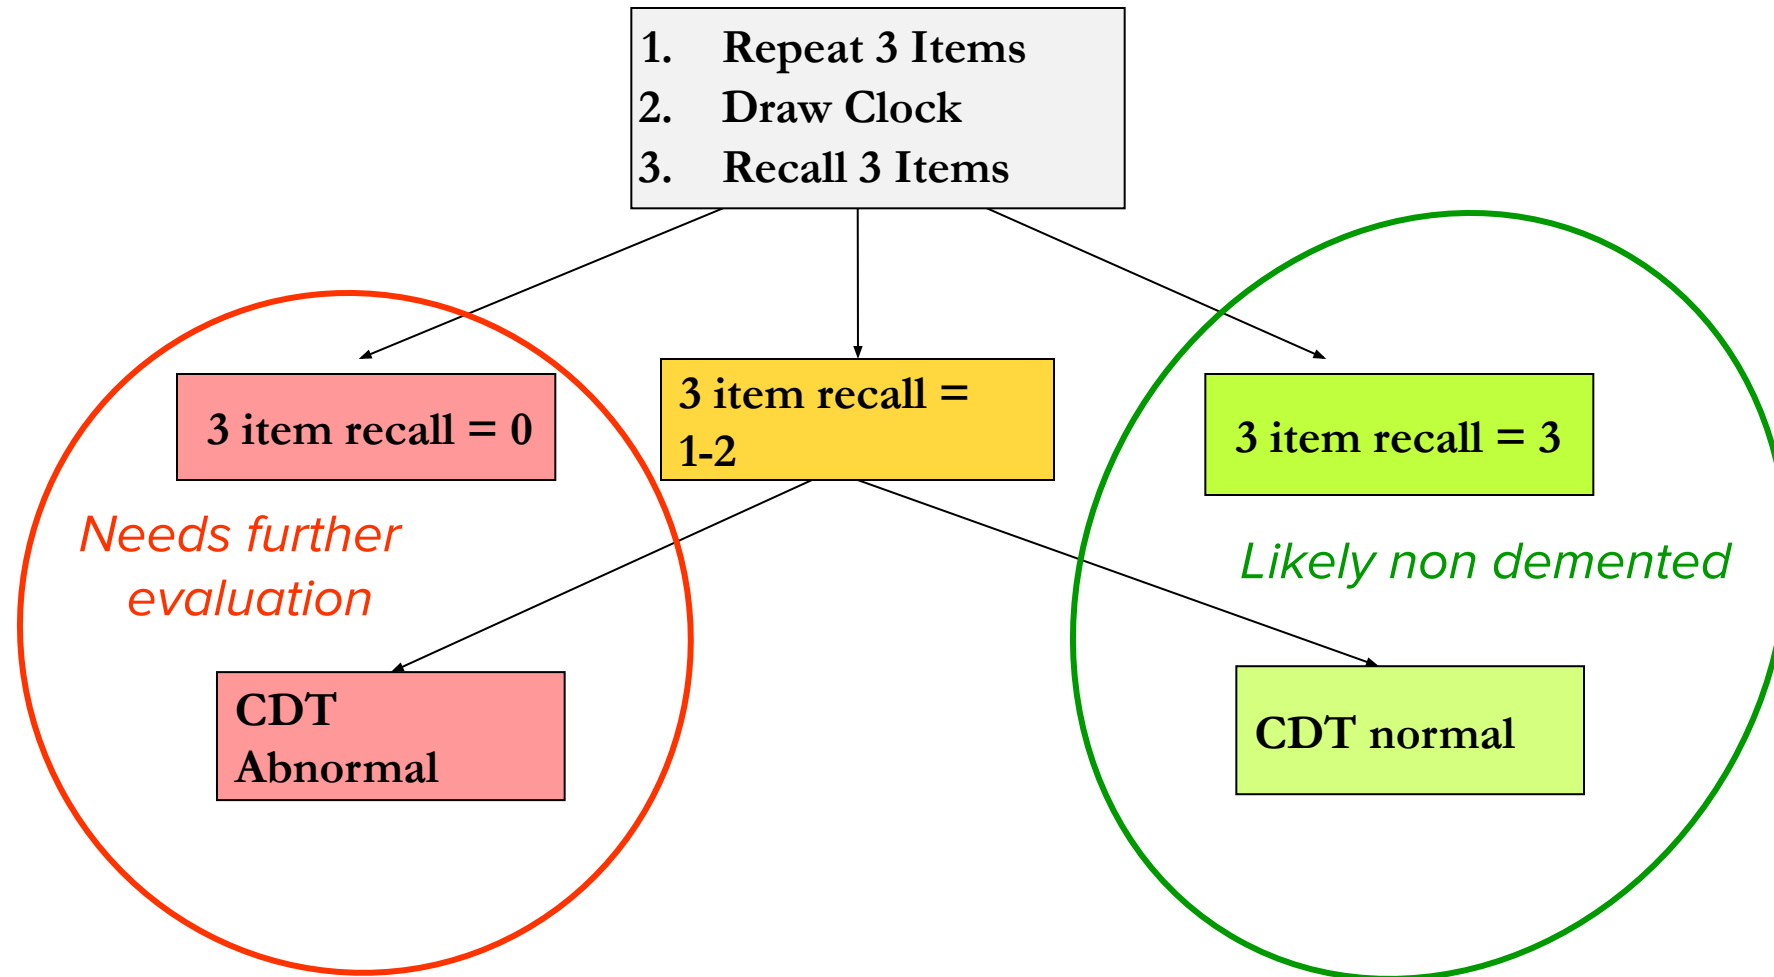 1. Repeat 3 Items
2. Draw Clock
3. Recall 3 Items
3 item recall = 0
3 item recall =
1-2
3 item recall = 3
Needs further
evaluation
Likely non demented
CDT
Abnormal
CDT normal